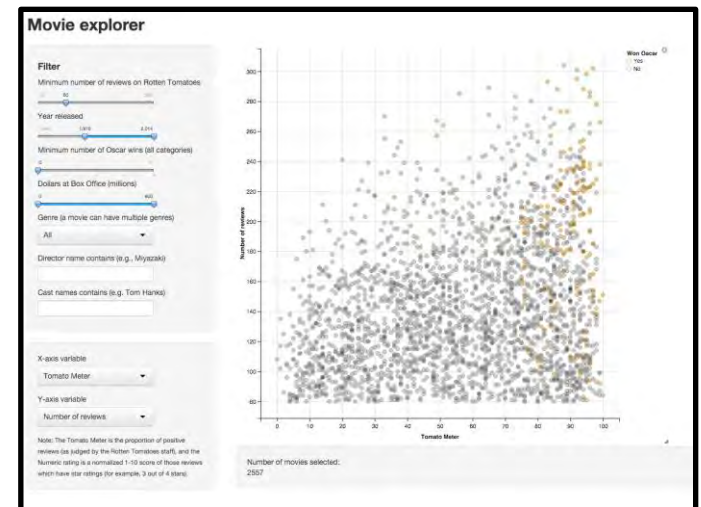 Movie explorer
Filter
Minimum number of reviews on Rotten Tomatoes
80
Year released
2,014
Minimum number of Oscar wins (all categories)
0
Dollars at Box Office (millions)
0
Genre (a movie can have multiple genres)
All
Director name contains (e.g., Miyazaki)
Cast names contains (e.g. Tom Hanks)
X-axis variable
Tomato Meter
Y-axis variable
Number of reviews
Note: The Tomato Meter is the proportion of positive
reviews (as judged by the Rotten Tomatoes staff), and the
Numeric rating is a normalized 1-10 score of those reviews
which have star ratings (for example, 3 out of 4 stars).
Number of reviews
300
280
260
240
220
200
180
160
140
120
100
80
0 10 20 30 40 50 60 70 80 90 100
Tomato Meter
Won Oscar
Yes
No
Number of movies selected:
2557